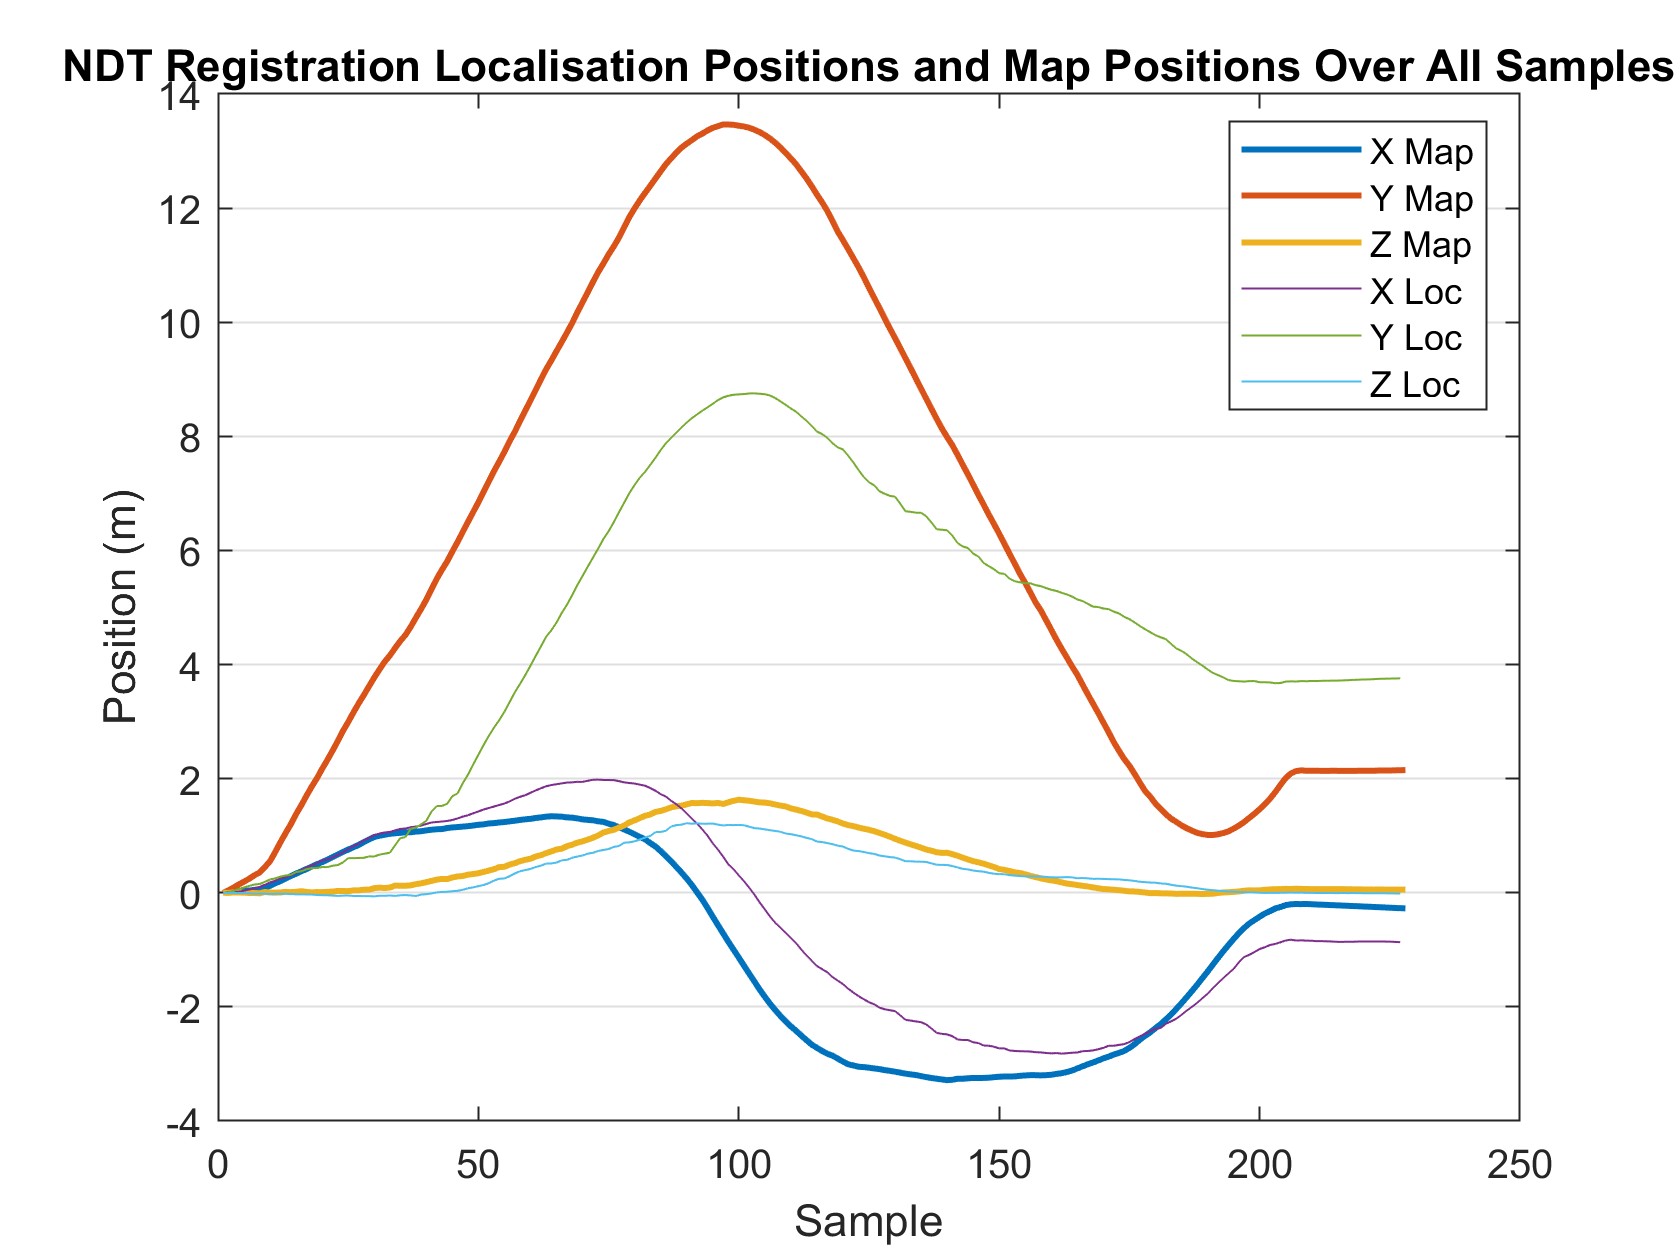 NDT Registration Localisation Positions and Map Positions Over All Samples
14
12
10
8
6
4
2
0
-2
-4
Position (m)
X Map
Y Map
Z Map
X Loc
Y Loc
Z Loc
0 50 100 150 200 250
Sample